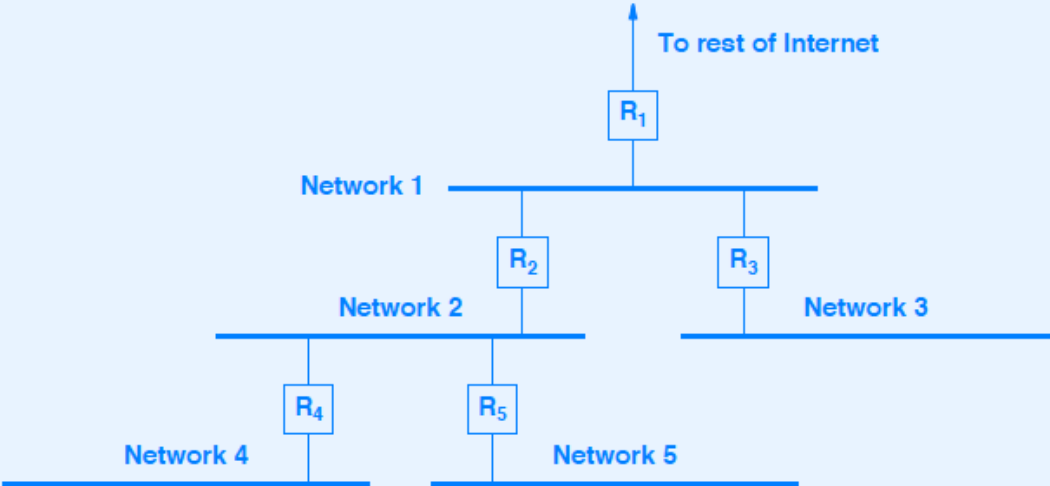 To rest of Internet
R1
Network 1
R2
R3
Network 2
Network 3
R4
R5
Network 4
Network 5